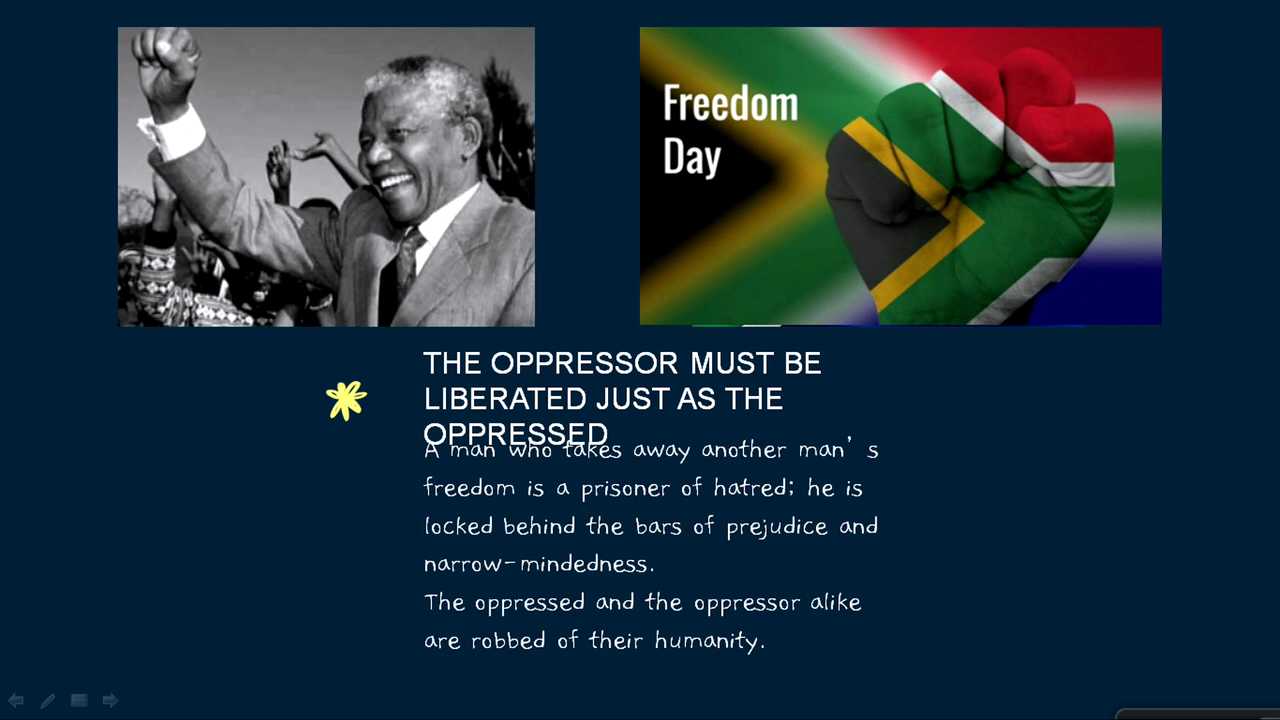 Freedom
Day
THE OPPRESSOR MUST BE
LIBERATED JUST AS THE
OPPRESSED
A man who takes away another man's
freedom is a prisoner of hatred; he is
locked behind the bars of prejudice and
narrow-mindedness.
The oppressed and the oppressor alike
are robbed of their humanity.